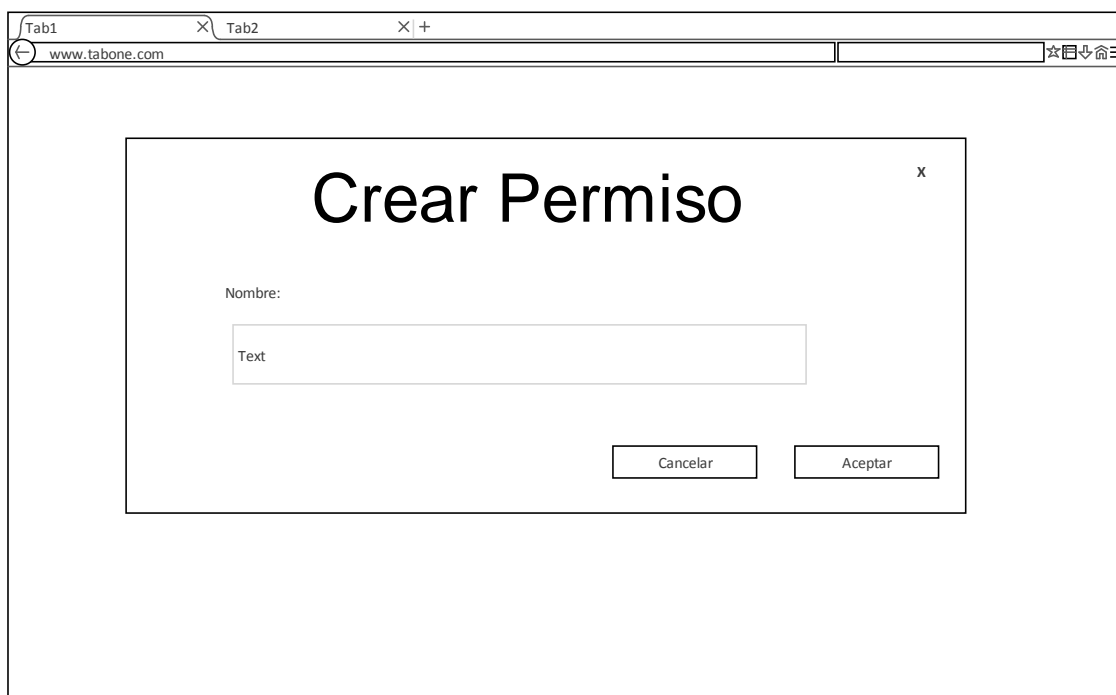 Tab1 Tab2
www.tabone.com
X
Crear Permiso
Nombre:
Text
Cancelar Aceptar